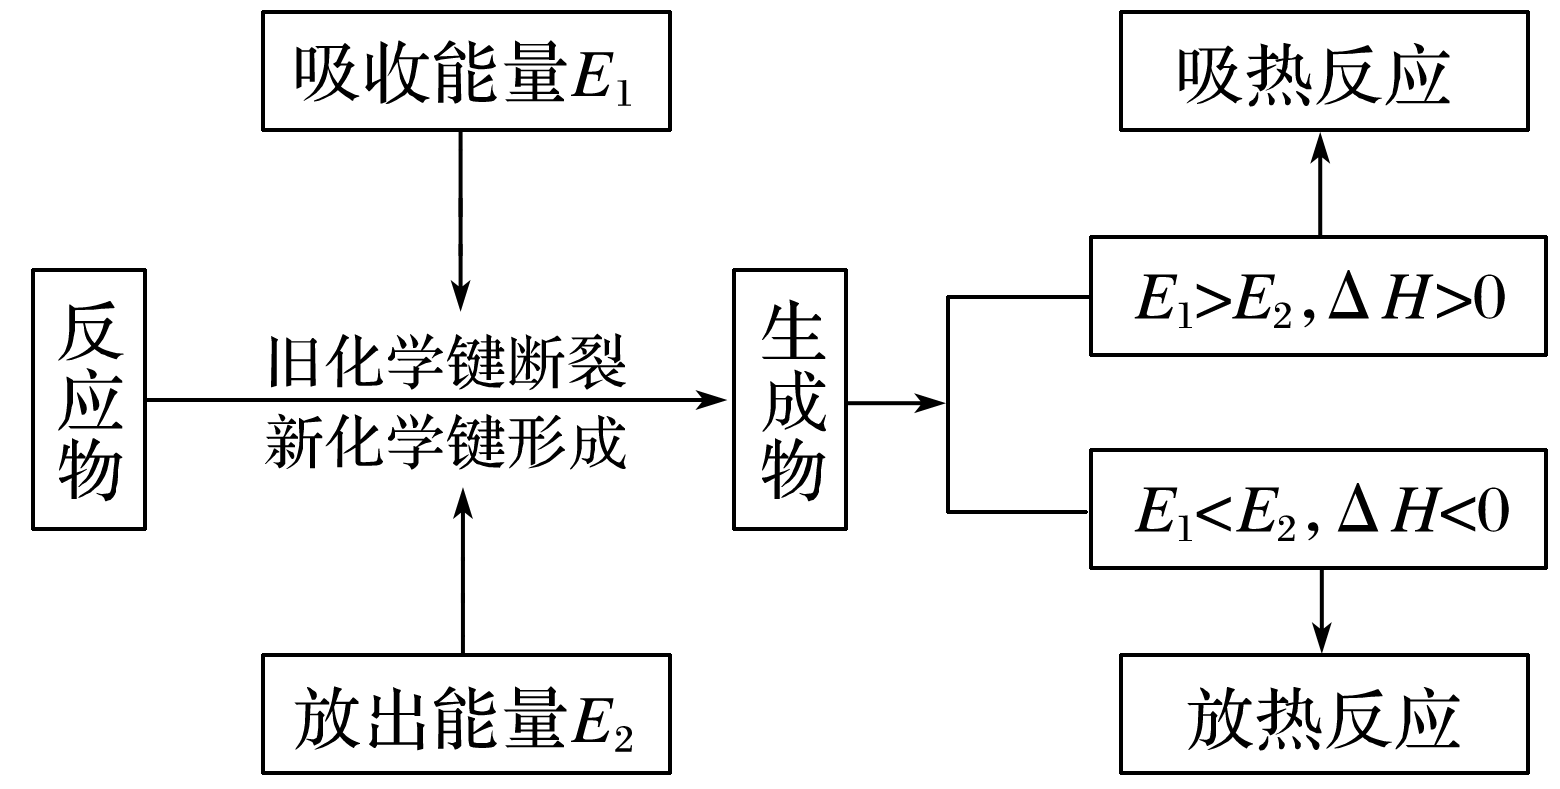 吸收能量E₁
吸热反应
反应物
旧化学键断裂
新化学键形成
生成物
E₁>E₂,ΔH>0
E₁<E₂,ΔH<0
放出能量E₂
放热反应